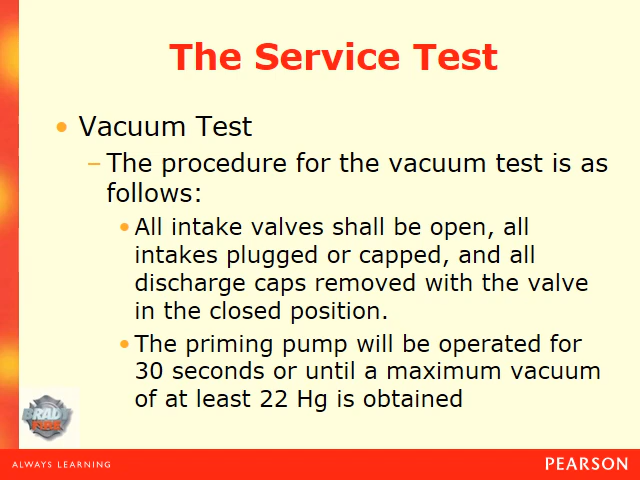 The Service Test
• Vacuum Test
– The procedure for the vacuum test is as
follows:
• All intake valves shall be open, all
intakes plugged or capped, and all
discharge caps removed with the valve
in the closed position.
• The priming pump will be operated for
30 seconds or until a maximum vacuum
of at least 22 Hg is obtained
BRADY
FIRE
ALWAYS LEARNING
PEARSON